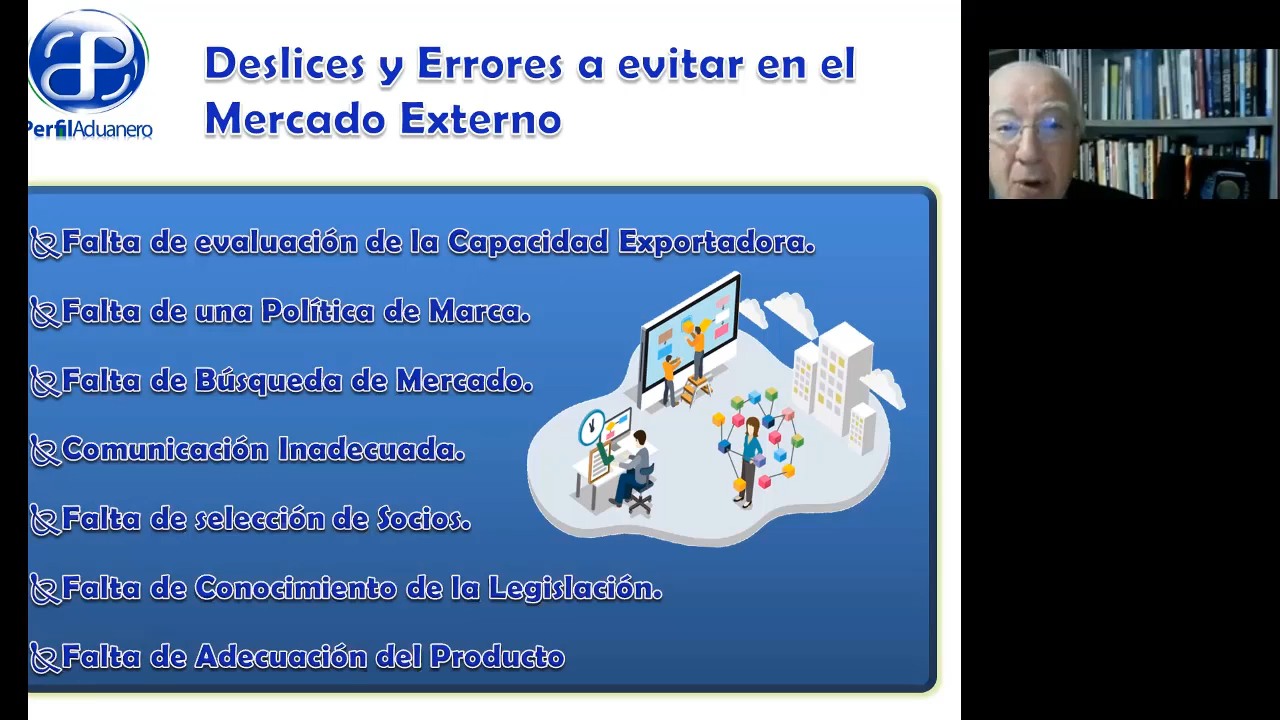 Deslices y Errores a evitar en el
Mercado Externo
PerfilAduanero
Falta de evaluación de la Capacidad Exportadora.
Falta de una Política de Marca.
Falta de Búsqueda de Mercado.
Comunicación Inadecuada.
Falta de selección de Socios.
Falta de Conocimiento de la Legislación.
Falta de Adecuación del Producto